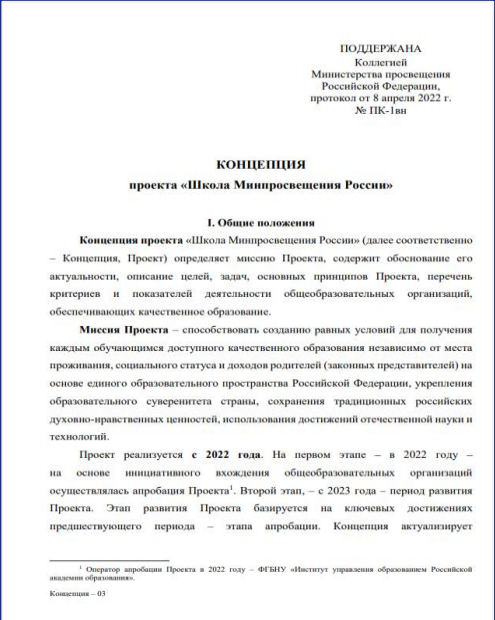 ПОДДЕРЖАНА
Коллегией
Министерства просвещения
Российской Федерации,
протокол от 8 апреля 2022 г.
№ ПК-1вн
КОНЦЕПЦИЯ
проекта «Школа Минпросвещения России»
I. Общие положения
Концепция проекта «Школа Минпросвещения России» (далее соответственно
– Концепция, Проект) определяет миссию Проекта, содержит обоснование его
актуальности, описание целей, задач, основных принципов Проекта, перечень
критериев и показателей деятельности общеобразовательных организаций,
обеспечивающих качественное образование.
Миссия Проекта – способствовать созданию равных условий для получения
каждым обучающимся доступного качественного образования независимо от места
проживания, социального статуса и доходов родителей (законных представителей) на
основе единого образовательного пространства Российской Федерации, укрепления
образовательного суверенитета страны, сохранения традиционных российских
духовно-нравственных ценностей, использования достижений отечественной науки и
технологий.
Проект реализуется с 2022 года. На первом этапе – в 2022 году –
на основе инициативного вхождения общеобразовательных организаций
осуществлялась апробация Проекта¹. Второй этап, – с 2023 года – период развития
Проекта. Этап развития Проекта базируется на ключевых достижениях
предшествующего периода – этапа апробации. Концепция актуализирует
¹ Оператор апробации Проекта в 2022 году – ФГБНУ «Институт управления образованием Российской
академии образования».
Концепция – 03